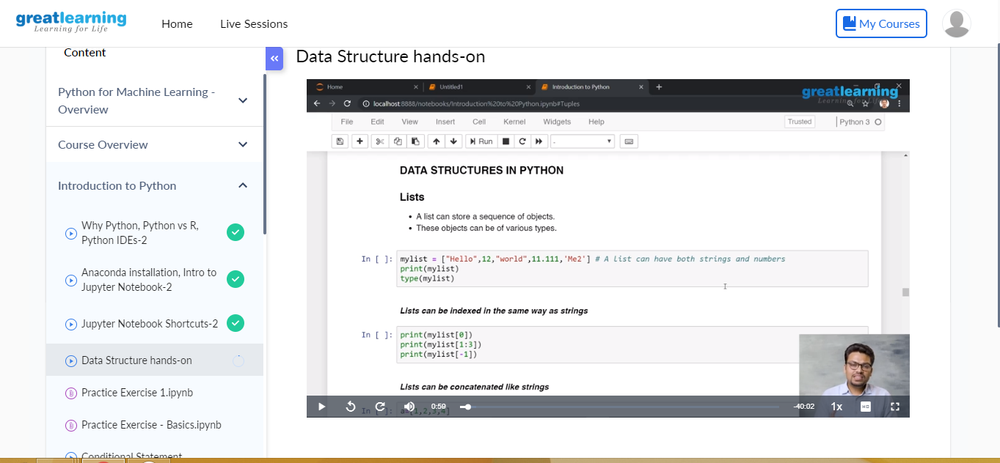 greatlearning
Learning for Life
Home
Live Sessions
My Courses
Content
Python for Machine Learning -
Overview
Course Overview
Introduction to Python
Why Python, Python vs R,
Python IDEs-2
Anaconda installation, Intro to
Jupyter Notebook-2
Jupyter Notebook Shortcuts-2
Data Structure hands-on
Practice Exercise 1.ipynb
Practice Exercise - Basics.ipynb
Conditional Statement
Data Structure hands-on
Home
Untitled1
Introduction to Python
greatlearning
Learning for Life
localhost:8888/notebooks/Introduction%20to%20Python.ipynb#Tuples
File Edit View Insert Cell Kernel Widgets Help
Trusted
Python 3
Run
DATA STRUCTURES IN PYTHON
Lists
• A list can store a sequence of objects.
• These objects can be of various types.
In [ ]: mylist = ["Hello",12,"world",11.111,'Me2'] # A list can have both strings and numbers
print(mylist)
type(mylist)
Lists can be indexed in the same way as strings
In [ ]: print(mylist[0])
print(mylist[1:3])
print(mylist[-1])
Lists can be concatenated like strings
In [ ]: a=[1,2,3,4]
0:59
-40:02
1x
HD